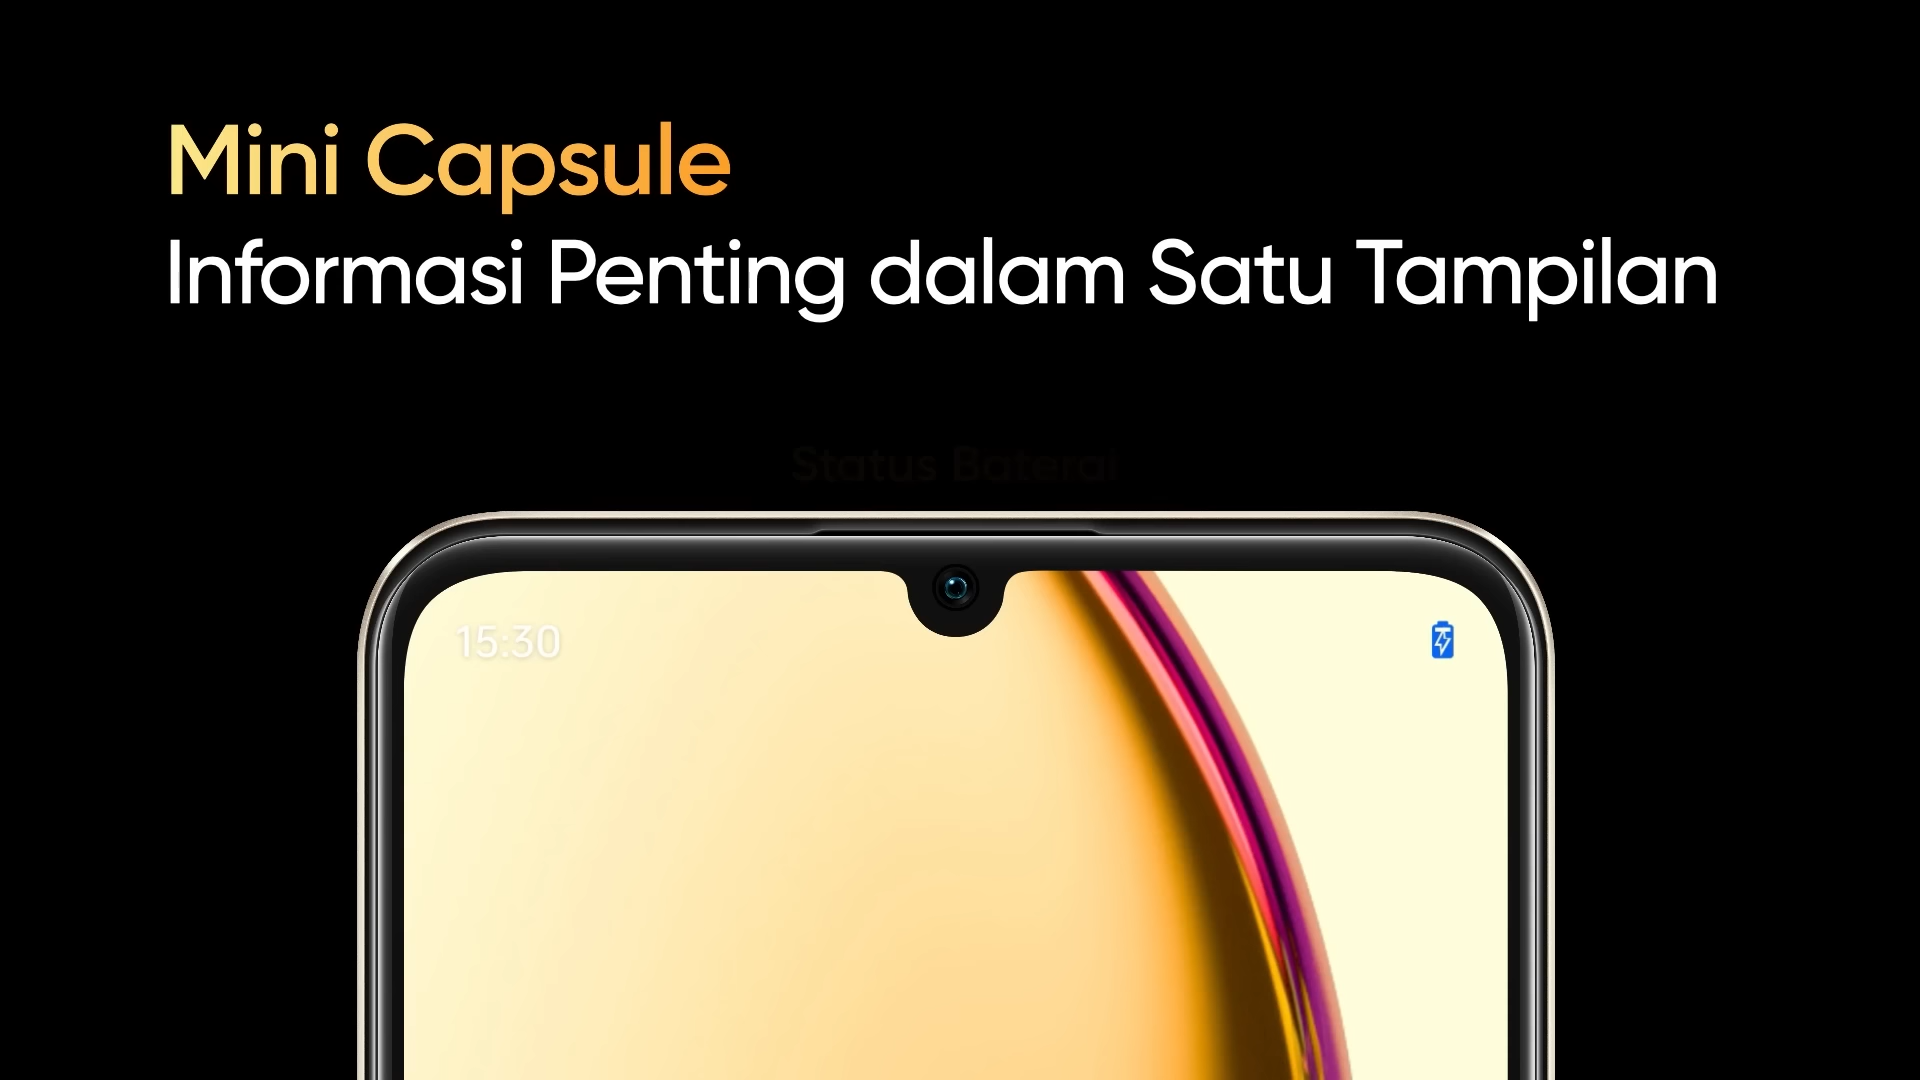 Mini Capsule
Informasi Penting dalam Satu Tampilan
Status Baterai
15:30